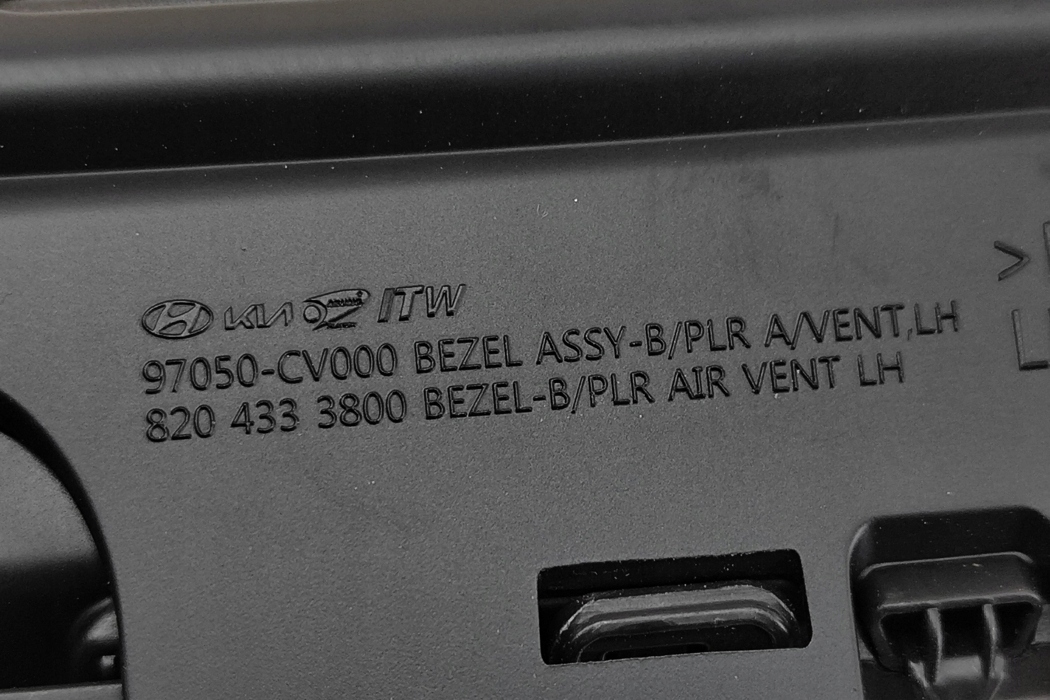 KIA ITW
97050-CV000 BEZEL ASSY-B/PLR A/VENT,LH
820 433 3800 BEZEL-B/PLR AIR VENT LH
>